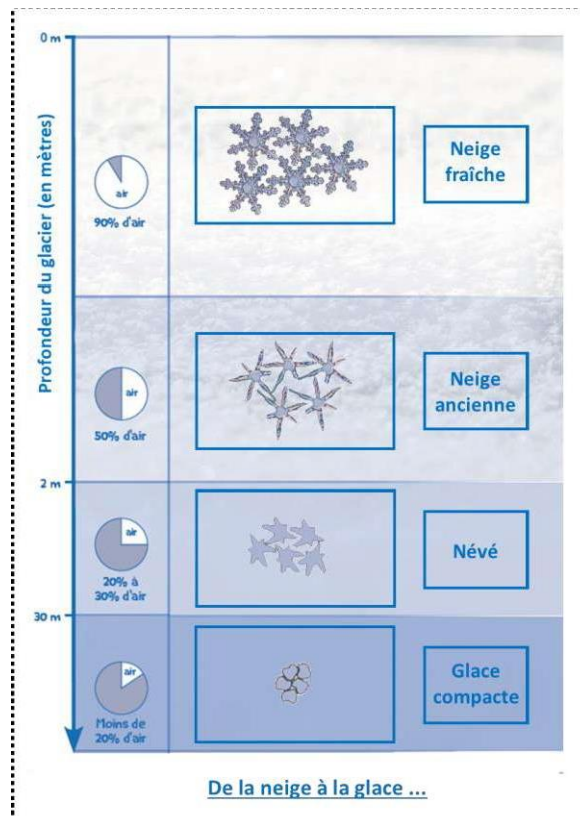 0 m
Profondeur du glacier (en mètres)
air
90% d'air
Neige
fraîche
air
50% d'air
Neige
ancienne
2 m
air
20% à
30% d'air
Névé
30 m
air
Moins de
20% d'air
Glace
compacte
De la neige à la glace ...